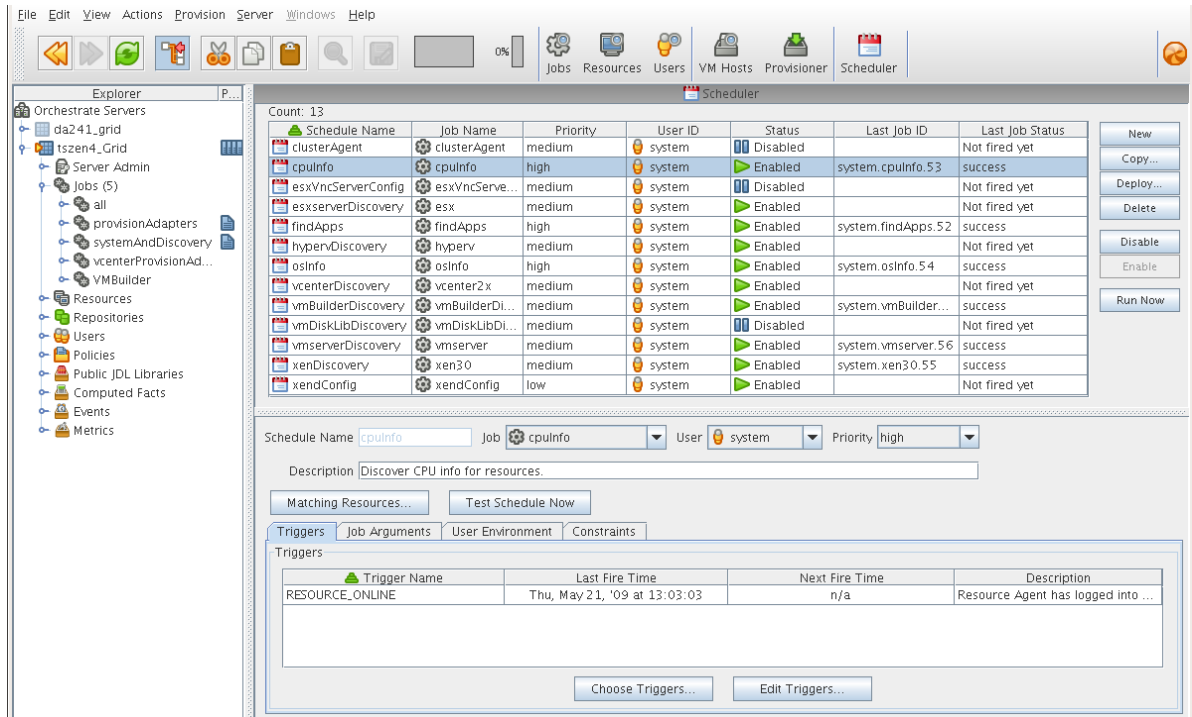 File Edit View Actions Provision Server Windows Help
0%
Jobs Resources Users VM Hosts Provisioner Scheduler
Explorer P...
Orchestrate Servers
da241_grid
tszen4_Grid
Server Admin
Jobs (5)
all
provisionAdapters
systemAndDiscovery
vcenterProvisionAd...
VMBuilder
Resources
Repositories
Users
Policies
Public JDL Libraries
Computed Facts
Events
Metrics
Scheduler
Count: 13
Schedule Name Job Name Priority User ID Status Last Job ID Last Job Status
clusterAgent clusterAgent medium system Disabled Not fired yet
cpuInfo cpuInfo high system Enabled system.cpuInfo.53 success
esxVncServerConfig esxVncServe... medium system Disabled Not fired yet
esxserverDiscovery esx medium system Enabled Not fired yet
findApps findApps high system Enabled system.findApps.52 success
hypervDiscovery hyperv medium system Enabled Not fired yet
osInfo osInfo high system Enabled system.osInfo.54 success
vcenterDiscovery vcenter2x medium system Enabled Not fired yet
vmBuilderDiscovery vmBuilderDi... medium system Enabled system.vmBuilder... success
vmDiskLibDiscovery vmDiskLibDi... medium system Disabled Not fired yet
vmserverDiscovery vmserver medium system Enabled system.vmserver.56 success
xenDiscovery xen30 medium system Enabled system.xen30.55 success
xendConfig xendConfig low system Enabled Not fired yet
New
Copy...
Deploy...
Delete
Disable
Enable
Run Now
Schedule Name cpuInfo Job cpuInfo User system Priority high
Description Discover CPU info for resources.
Matching Resources... Test Schedule Now
Triggers Job Arguments User Environment Constraints
Triggers
Trigger Name Last Fire Time Next Fire Time Description
RESOURCE_ONLINE Thu, May 21, '09 at 13:03:03 n/a Resource Agent has logged into ...
Choose Triggers... Edit Triggers...